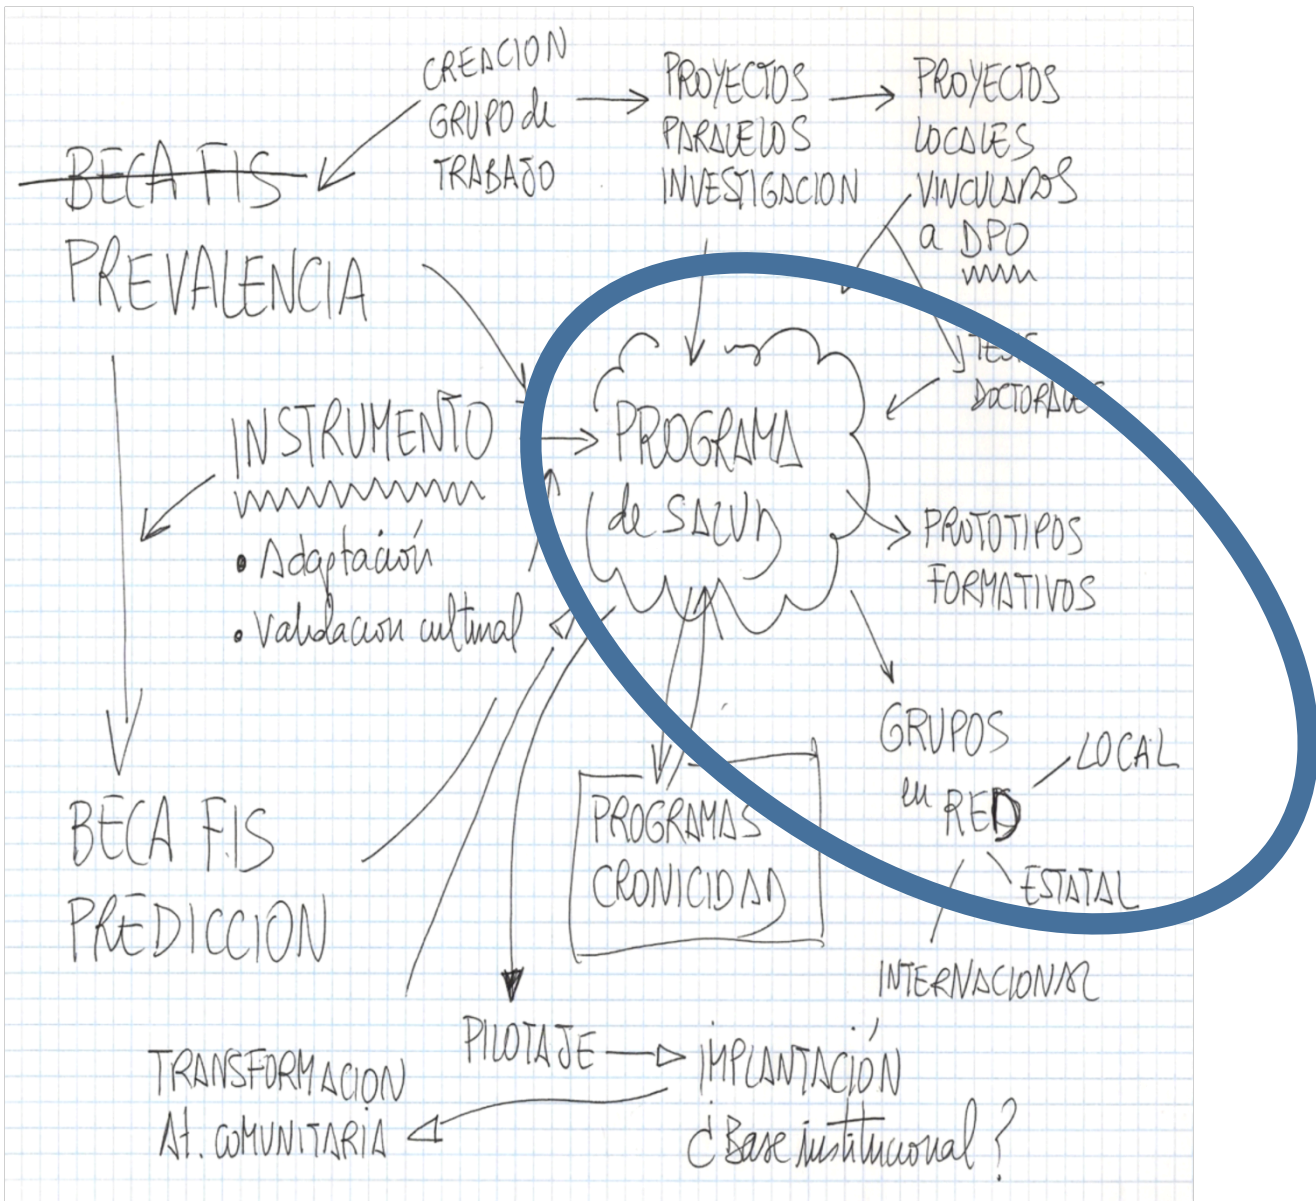 CREACION
GRUPO de
TRABAJO
PROYECTOS
PARALELOS
INVESTIGACION
PROYECTOS
LOCALES
VINCULADOS
a DPO
BECA FIS
PREVALENCIA
TESIS
DOCTORALES
INSTRUMENTO
• Adaptación
• Validacion cultural
PROGRAMA
de SALUD
PROTOTIPOS
FORMATIVOS
GRUPOS
en RED
LOCAL
ESTATAL
INTERNACIONAL
BECA FIS
PREDICCION
PROGRAMAS
CRONICIDAD
PILOTAJE
IMPLANTACIÓN
¿Base institucional?
TRANSFORMACION
At. COMUNITARIA